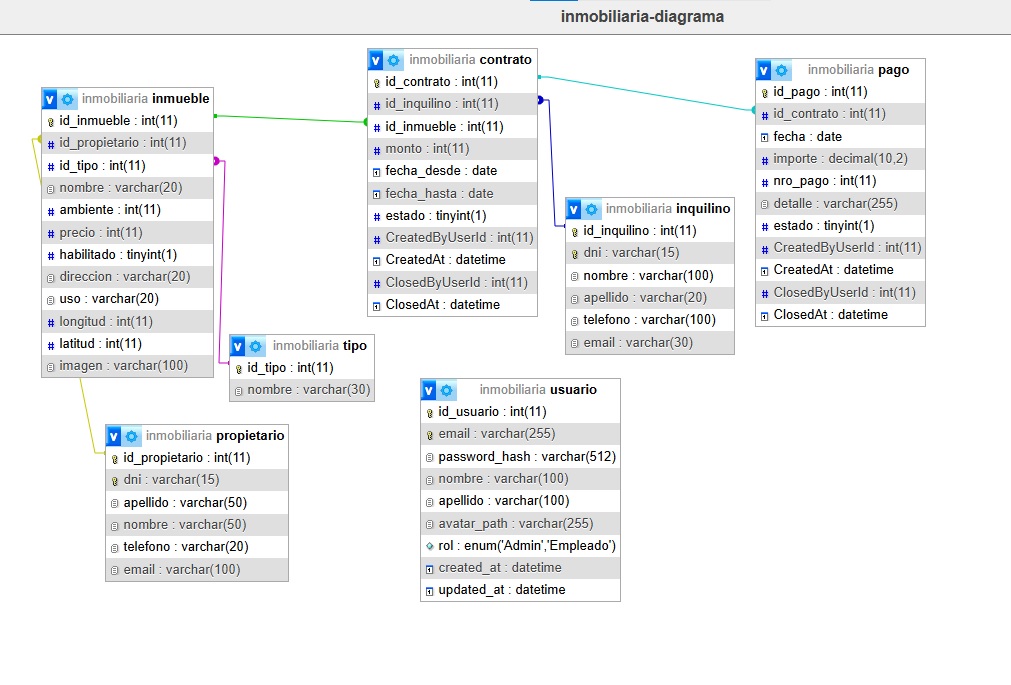 inmobiliaria-diagrama
inmobiliaria inmueble
id_inmueble : int(11)
id_propietario : int(11)
id_tipo : int(11)
nombre : varchar(20)
ambiente : int(11)
precio : int(11)
habilitado : tinyint(1)
direccion : varchar(20)
uso : varchar(20)
longitud : int(11)
latitud : int(11)
imagen : varchar(100)
inmobiliaria contrato
id_contrato : int(11)
id_inquilino : int(11)
id_inmueble : int(11)
monto : int(11)
fecha_desde : date
fecha_hasta : date
estado : tinyint(1)
CreatedByUserId : int(11)
CreatedAt : datetime
ClosedByUserId : int(11)
ClosedAt : datetime
inmobiliaria pago
id_pago : int(11)
id_contrato : int(11)
fecha : date
importe : decimal(10,2)
nro_pago : int(11)
detalle : varchar(255)
estado : tinyint(1)
CreatedByUserId : int(11)
CreatedAt : datetime
ClosedByUserId : int(11)
ClosedAt : datetime
inmobiliaria inquilino
id_inquilino : int(11)
dni : varchar(15)
nombre : varchar(100)
apellido : varchar(20)
telefono : varchar(100)
email : varchar(30)
inmobiliaria tipo
id_tipo : int(11)
nombre : varchar(30)
inmobiliaria propietario
id_propietario : int(11)
dni : varchar(15)
apellido : varchar(50)
nombre : varchar(50)
telefono : varchar(20)
email : varchar(100)
inmobiliaria usuario
id_usuario : int(11)
email : varchar(255)
password_hash : varchar(512)
nombre : varchar(100)
apellido : varchar(100)
avatar_path : varchar(255)
rol : enum('Admin','Empleado')
created_at : datetime
updated_at : datetime